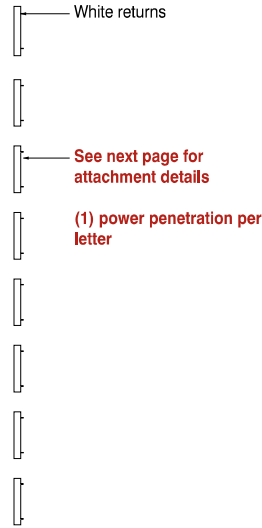 White returns
See next page for
attachment details
(1) power penetration per
letter